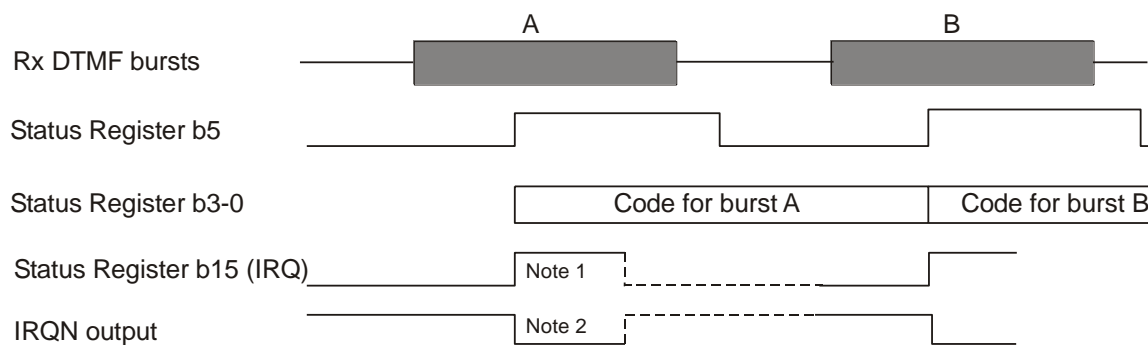 A B
Rx DTMF bursts
Status Register b5
Status Register b3-0 Code for burst A Code for burst B
Status Register b15 (IRQ) Note 1
IRQN output Note 2